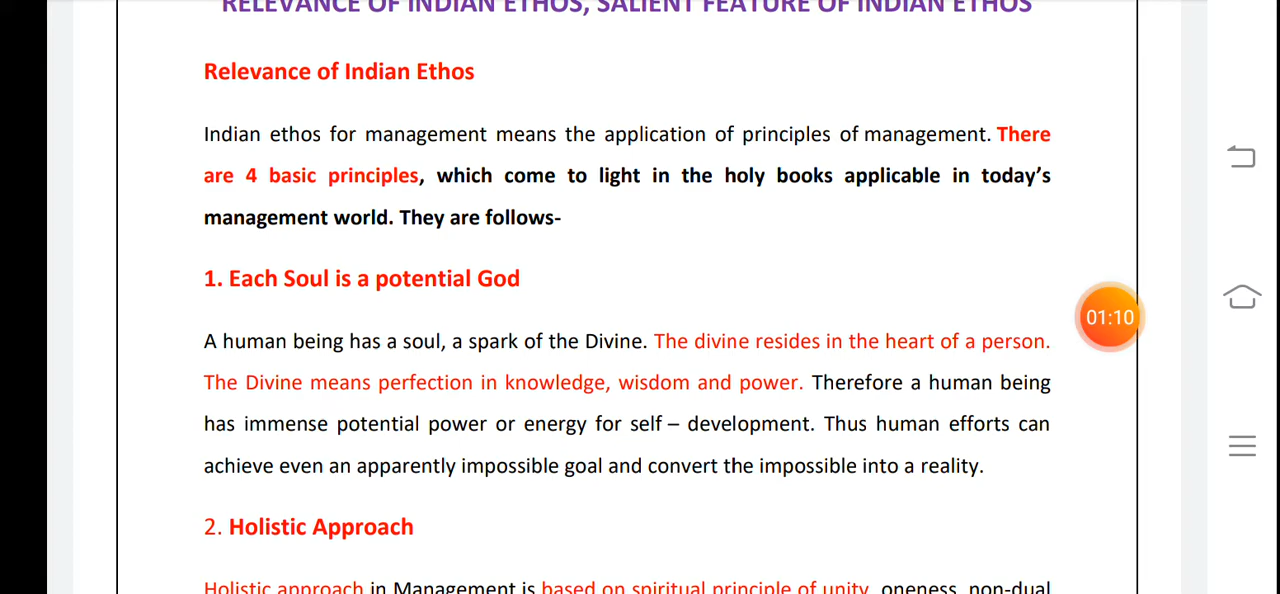 RELEVANCE OF INDIAN ETHOS, SALIENT FEATURE OF INDIAN ETHOS
Relevance of Indian Ethos
Indian ethos for management means the application of principles of management. There
are 4 basic principles, which come to light in the holy books applicable in today’s
management world. They are follows-
1. Each Soul is a potential God
A human being has a soul, a spark of the Divine. The divine resides in the heart of a person.
The Divine means perfection in knowledge, wisdom and power. Therefore a human being
has immense potential power or energy for self – development. Thus human efforts can
achieve even an apparently impossible goal and convert the impossible into a reality.
01:10
2. Holistic Approach
Holistic approach in Management is based on spiritual principle of unity, oneness, non-dual